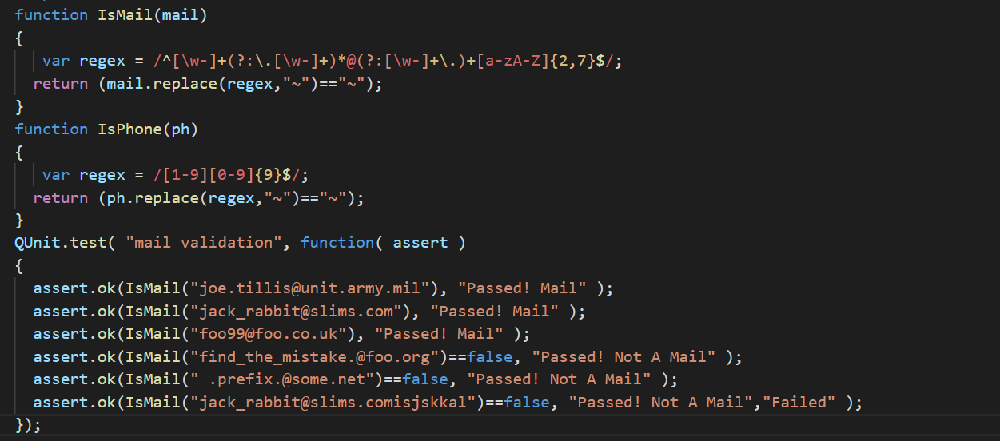 function IsMail(mail)
{
   var regex = /^[\w-]+(?:\.[\w-]+)*@(?:[\w-]+\.)+[a-zA-Z]{2,7}$/;
  return (mail.replace(regex,"~")=="~");
}
function IsPhone(ph)
{
   var regex = /[1-9][0-9]{9}$/;
  return (ph.replace(regex,"~")=="~");
}
QUnit.test( "mail validation", function( assert )
{
  assert.ok(IsMail("joe.tillis@unit.army.mil"), "Passed! Mail" );
  assert.ok(IsMail("jack_rabbit@slims.com"), "Passed! Mail" );
  assert.ok(IsMail("foo99@foo.co.uk"), "Passed! Mail" );
  assert.ok(IsMail("find_the_mistake.@foo.org")==false, "Passed! Not A Mail" );
  assert.ok(IsMail(" .prefix.@some.net")==false, "Passed! Not A Mail" );
  assert.ok(IsMail("jack_rabbit@slims.comisjskkal")==false, "Passed! Not A Mail","Failed" );
});